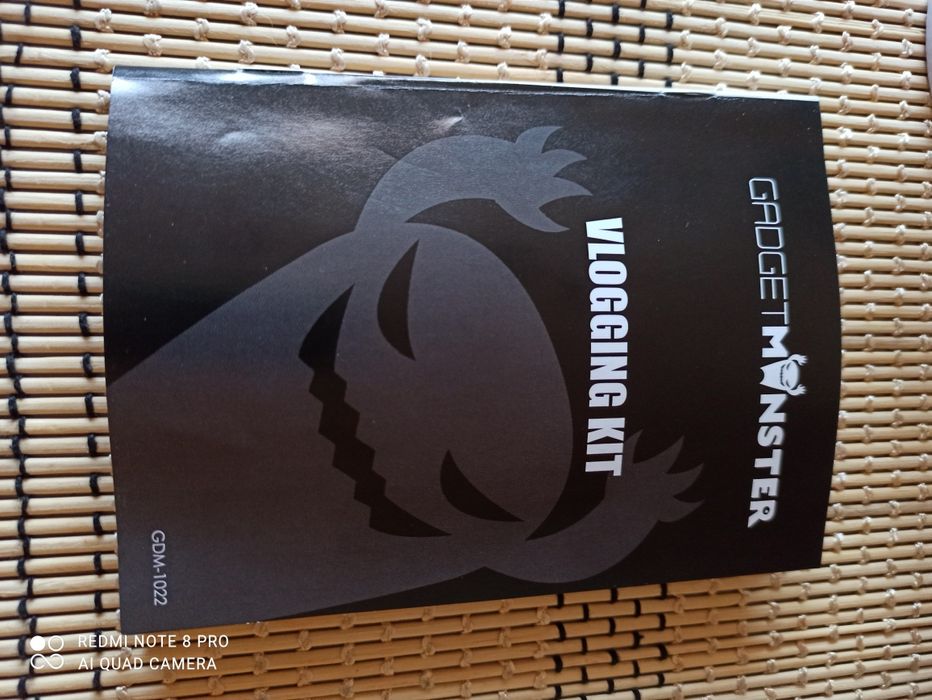 GADGETMONSTER
VLOGGING KIT
GDM-1022
REDMI NOTE 8 PRO
AI QUAD CAMERA